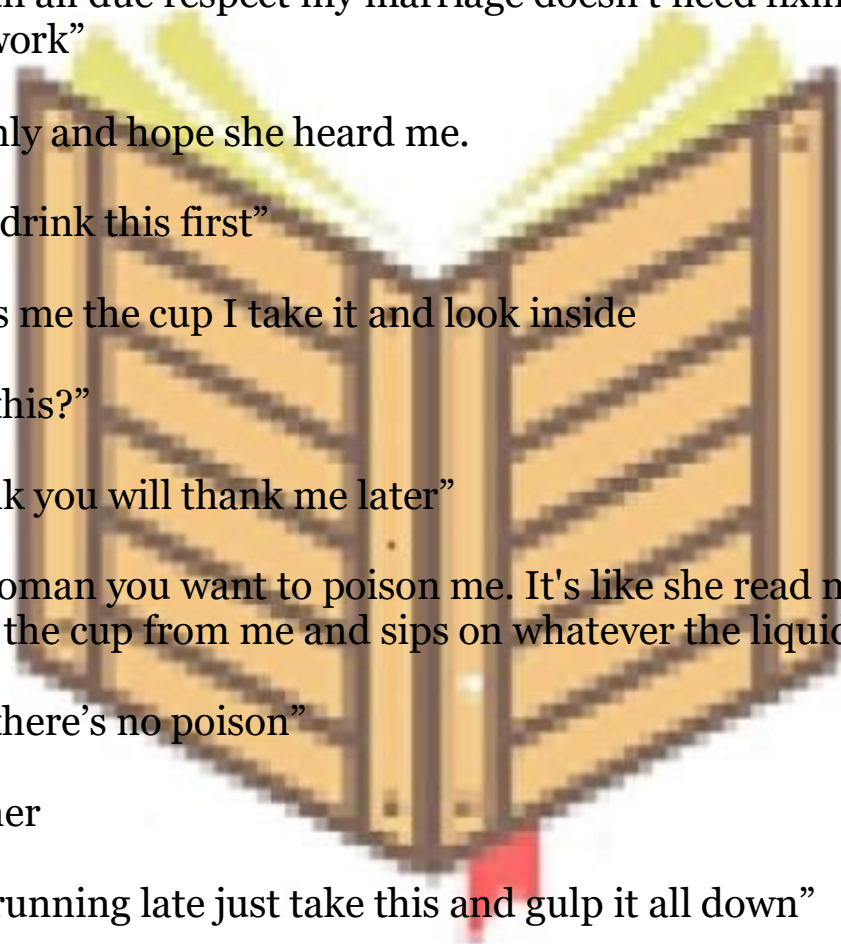 all due respect my marriage doesn't need fixin
work”
nly and hope she heard me.
drink this first”
s me the cup I take it and look inside
this?”
k you will thank me later”
oman you want to poison me. It's like she read m
the cup from me and sips on whatever the liquid
there’s no poison”
her
running late just take this and gulp it all down”